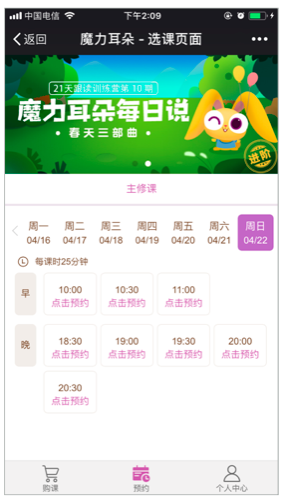 中国电信 下午2:09
返回 魔力耳朵 - 选课页面
21天跟读训练营第 10 期
魔力耳朵每日说
• 春天三部曲 •
进阶
主修课
周一 周二 周三 周四 周五 周六 周日
04/16 04/17 04/18 04/19 04/20 04/21 04/22
每课时25分钟
早
10:00 10:30 11:00
点击预约 点击预约 点击预约
晚
18:30 19:00 19:30 20:00
点击预约 点击预约 点击预约 点击预约
20:30
点击预约
购课 预约 个人中心